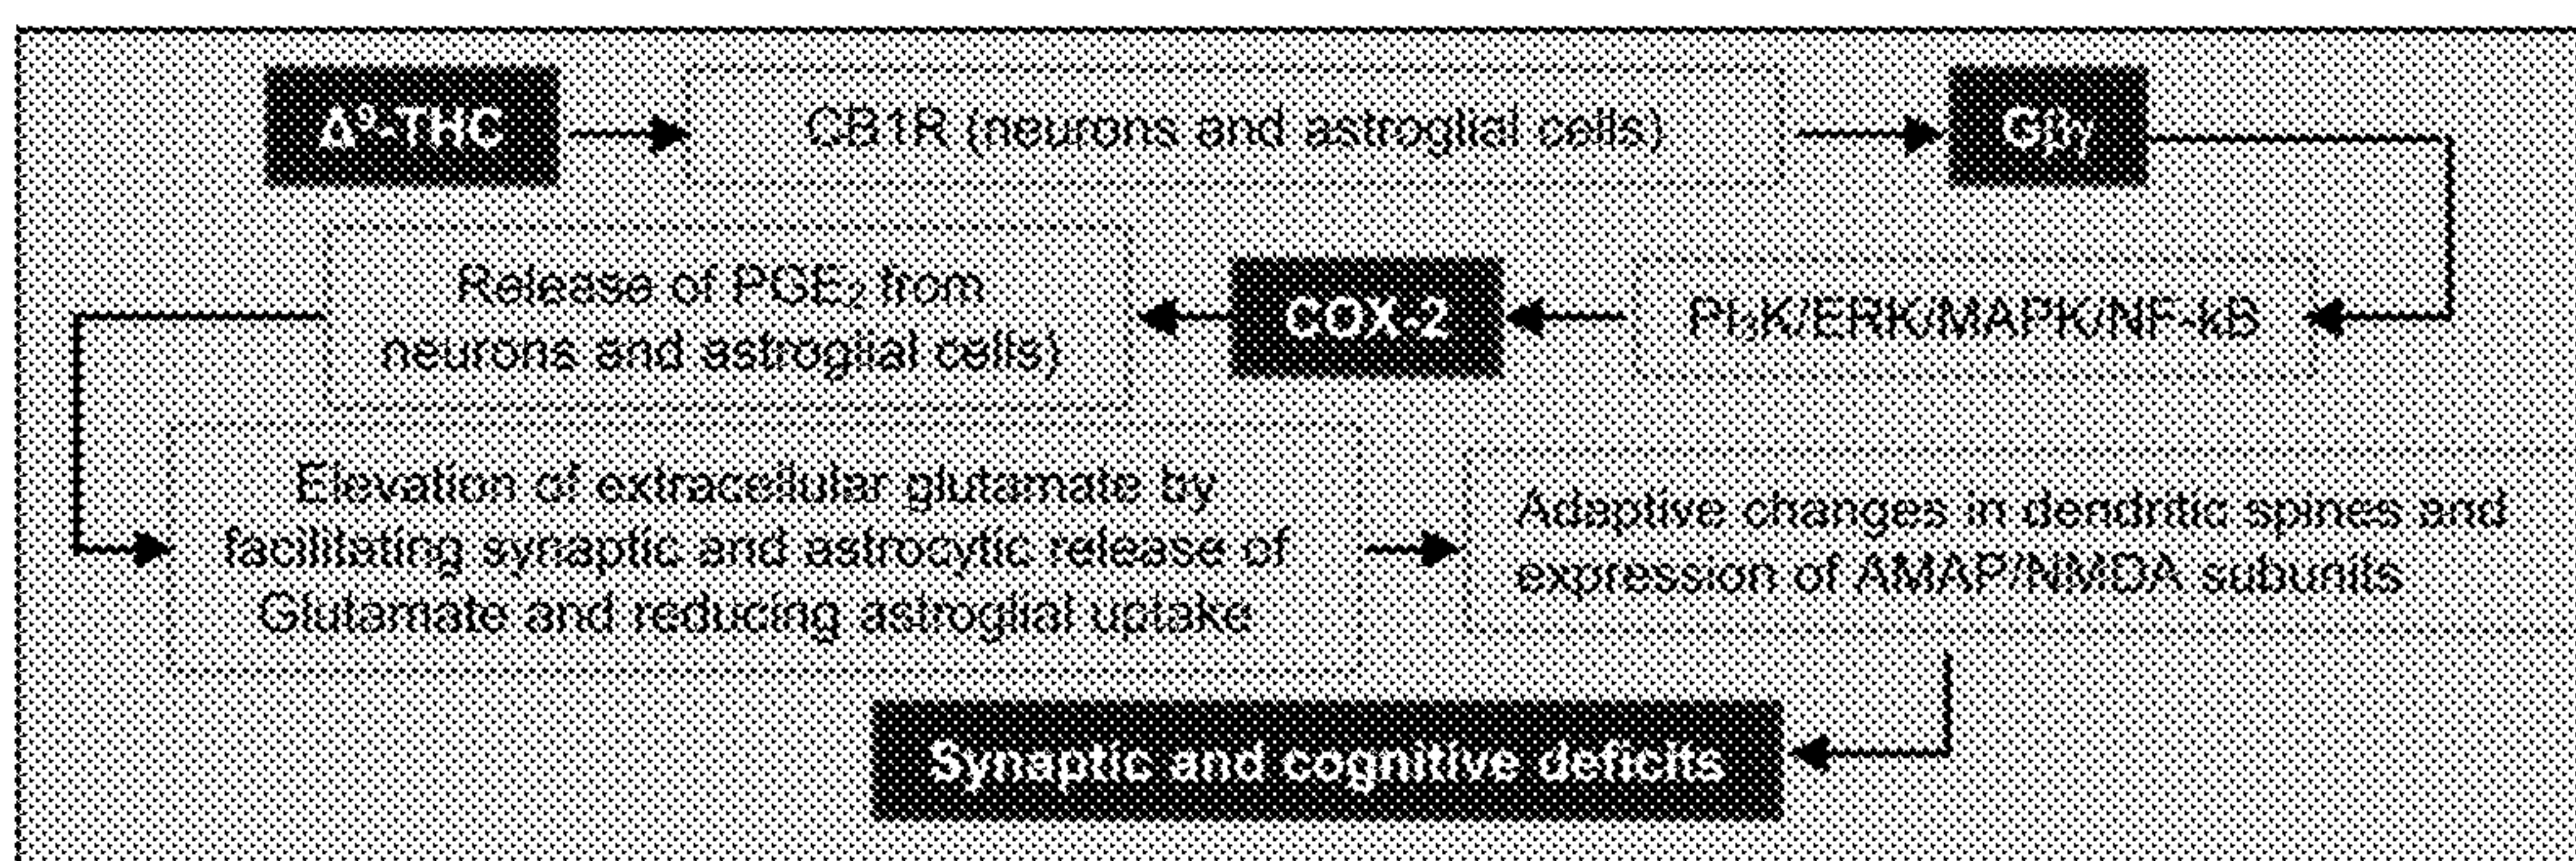 Δ⁹-THC
CB1R (neurons and astroglial cells)
Gβγ
PI₃K/ERK/MAPK/NF-kB
COX-2
Release of PGE₂ from
neurons and astroglial cells)
Elevation of extracellular glutamate by
facilitating synaptic and astrocytic release of
Glutamate and reducing astroglial uptake
Adaptive changes in dendritic spines and
expression of AMAP/NMDA subunits
Synaptic and cognitive deficits